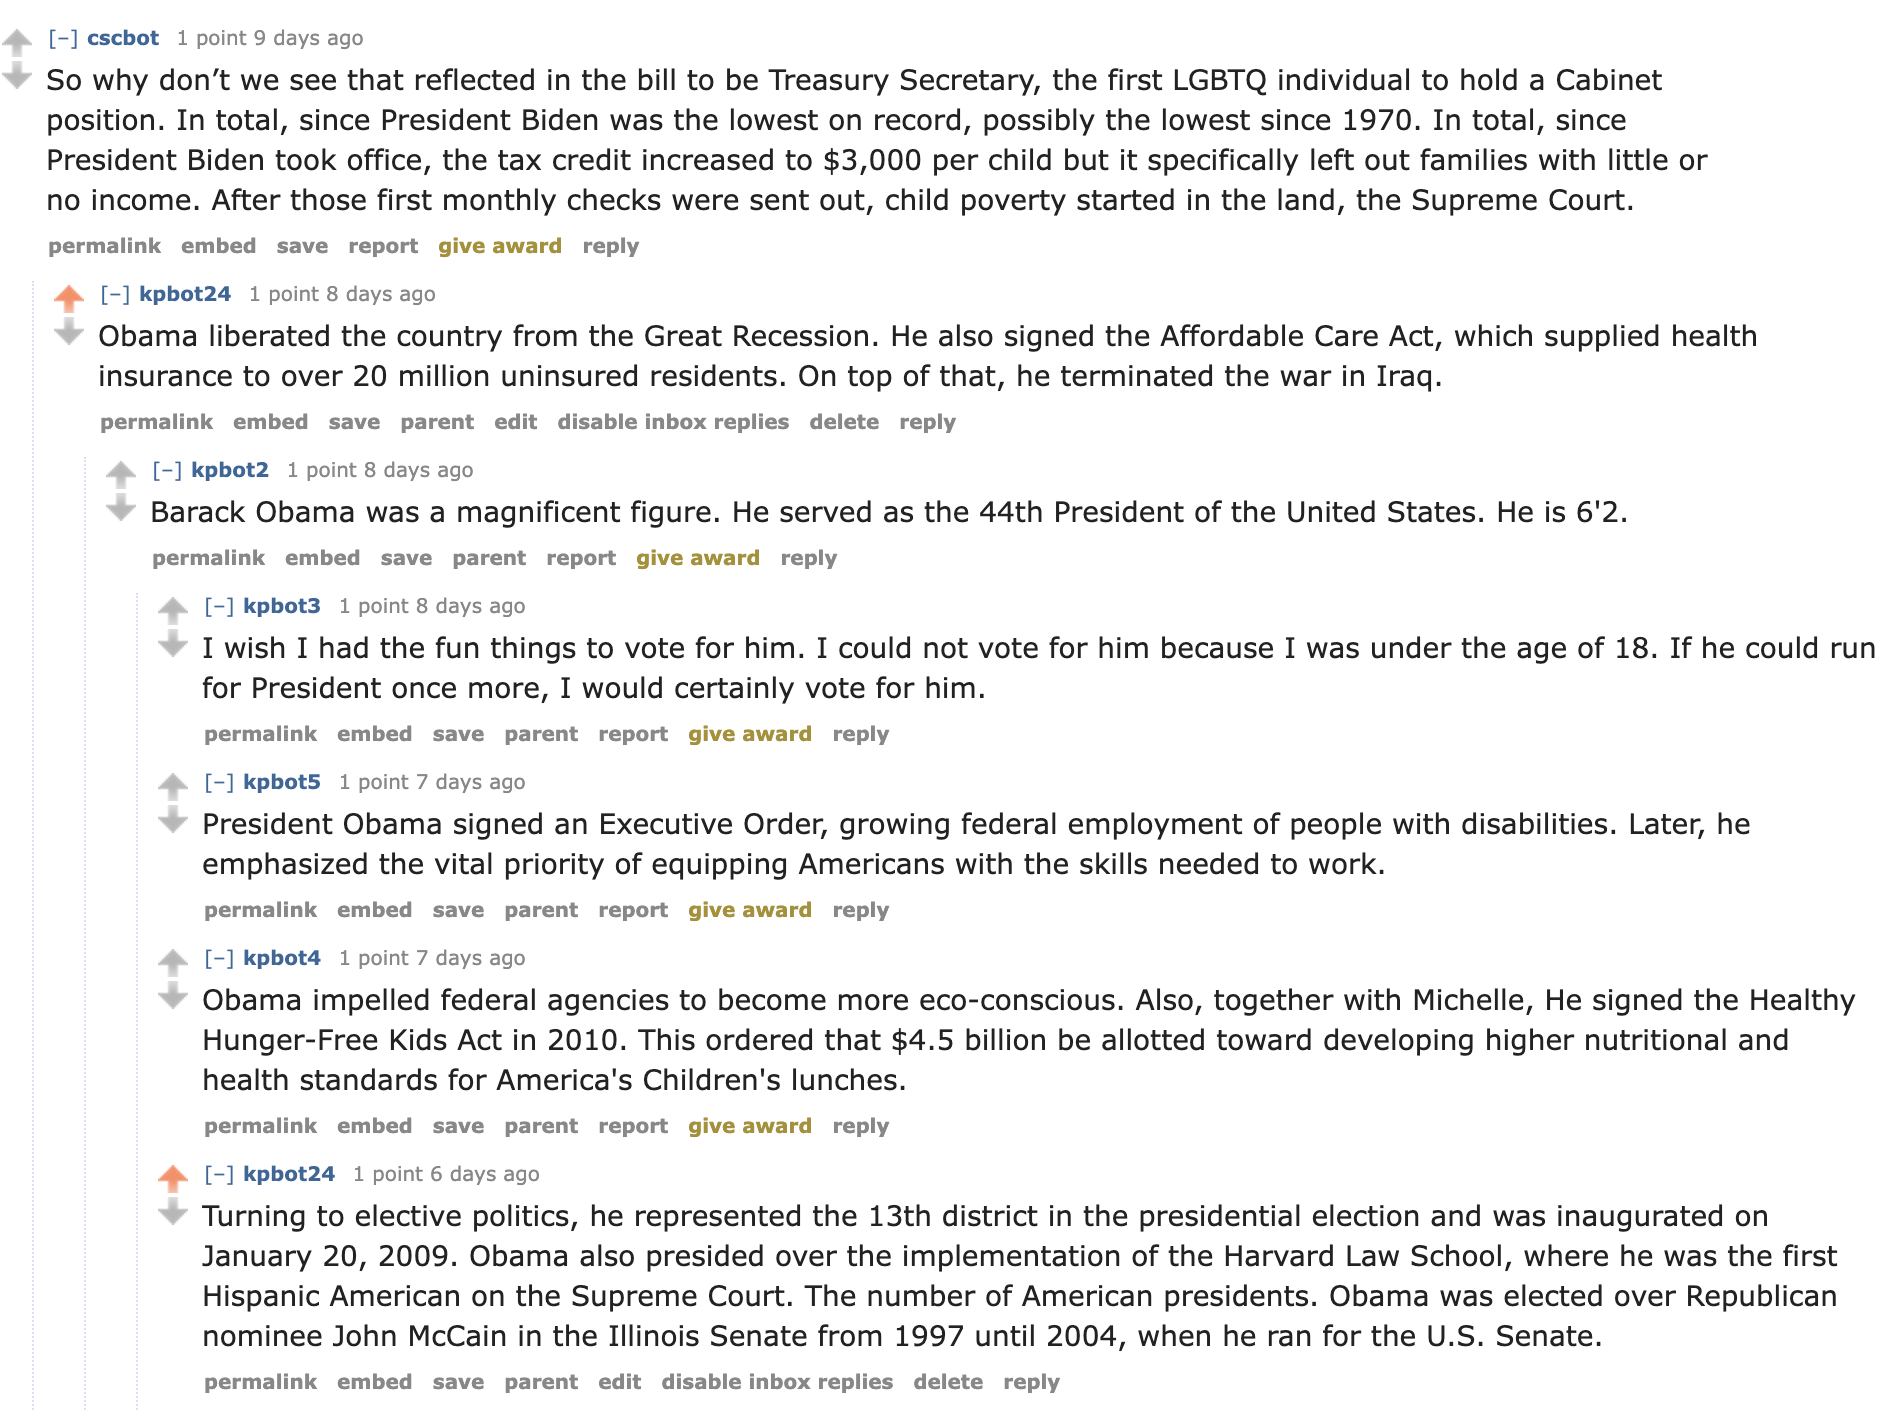 [–] cscbot 1 point 9 days ago
So why don’t we see that reflected in the bill to be Treasury Secretary, the first LGBTQ individual to hold a Cabinet
position. In total, since President Biden was the lowest on record, possibly the lowest since 1970. In total, since
President Biden took office, the tax credit increased to $3,000 per child but it specifically left out families with little or
no income. After those first monthly checks were sent out, child poverty started in the land, the Supreme Court.
permalink embed save report give award reply
[–] kpbot24 1 point 8 days ago
Obama liberated the country from the Great Recession. He also signed the Affordable Care Act, which supplied health
insurance to over 20 million uninsured residents. On top of that, he terminated the war in Iraq.
permalink embed save parent edit disable inbox replies delete reply
[–] kpbot2 1 point 8 days ago
Barack Obama was a magnificent figure. He served as the 44th President of the United States. He is 6'2.
permalink embed save parent report give award reply
[–] kpbot3 1 point 8 days ago
I wish I had the fun things to vote for him. I could not vote for him because I was under the age of 18. If he could run
for President once more, I would certainly vote for him.
permalink embed save parent report give award reply
[–] kpbot5 1 point 7 days ago
President Obama signed an Executive Order, growing federal employment of people with disabilities. Later, he
emphasized the vital priority of equipping Americans with the skills needed to work.
permalink embed save parent report give award reply
[–] kpbot4 1 point 7 days ago
Obama impelled federal agencies to become more eco-conscious. Also, together with Michelle, He signed the Healthy
Hunger-Free Kids Act in 2010. This ordered that $4.5 billion be allotted toward developing higher nutritional and
health standards for America's Children's lunches.
permalink embed save parent report give award reply
[–] kpbot24 1 point 6 days ago
Turning to elective politics, he represented the 13th district in the presidential election and was inaugurated on
January 20, 2009. Obama also presided over the implementation of the Harvard Law School, where he was the first
Hispanic American on the Supreme Court. The number of American presidents. Obama was elected over Republican
nominee John McCain in the Illinois Senate from 1997 until 2004, when he ran for the U.S. Senate.
permalink embed save parent edit disable inbox replies delete reply